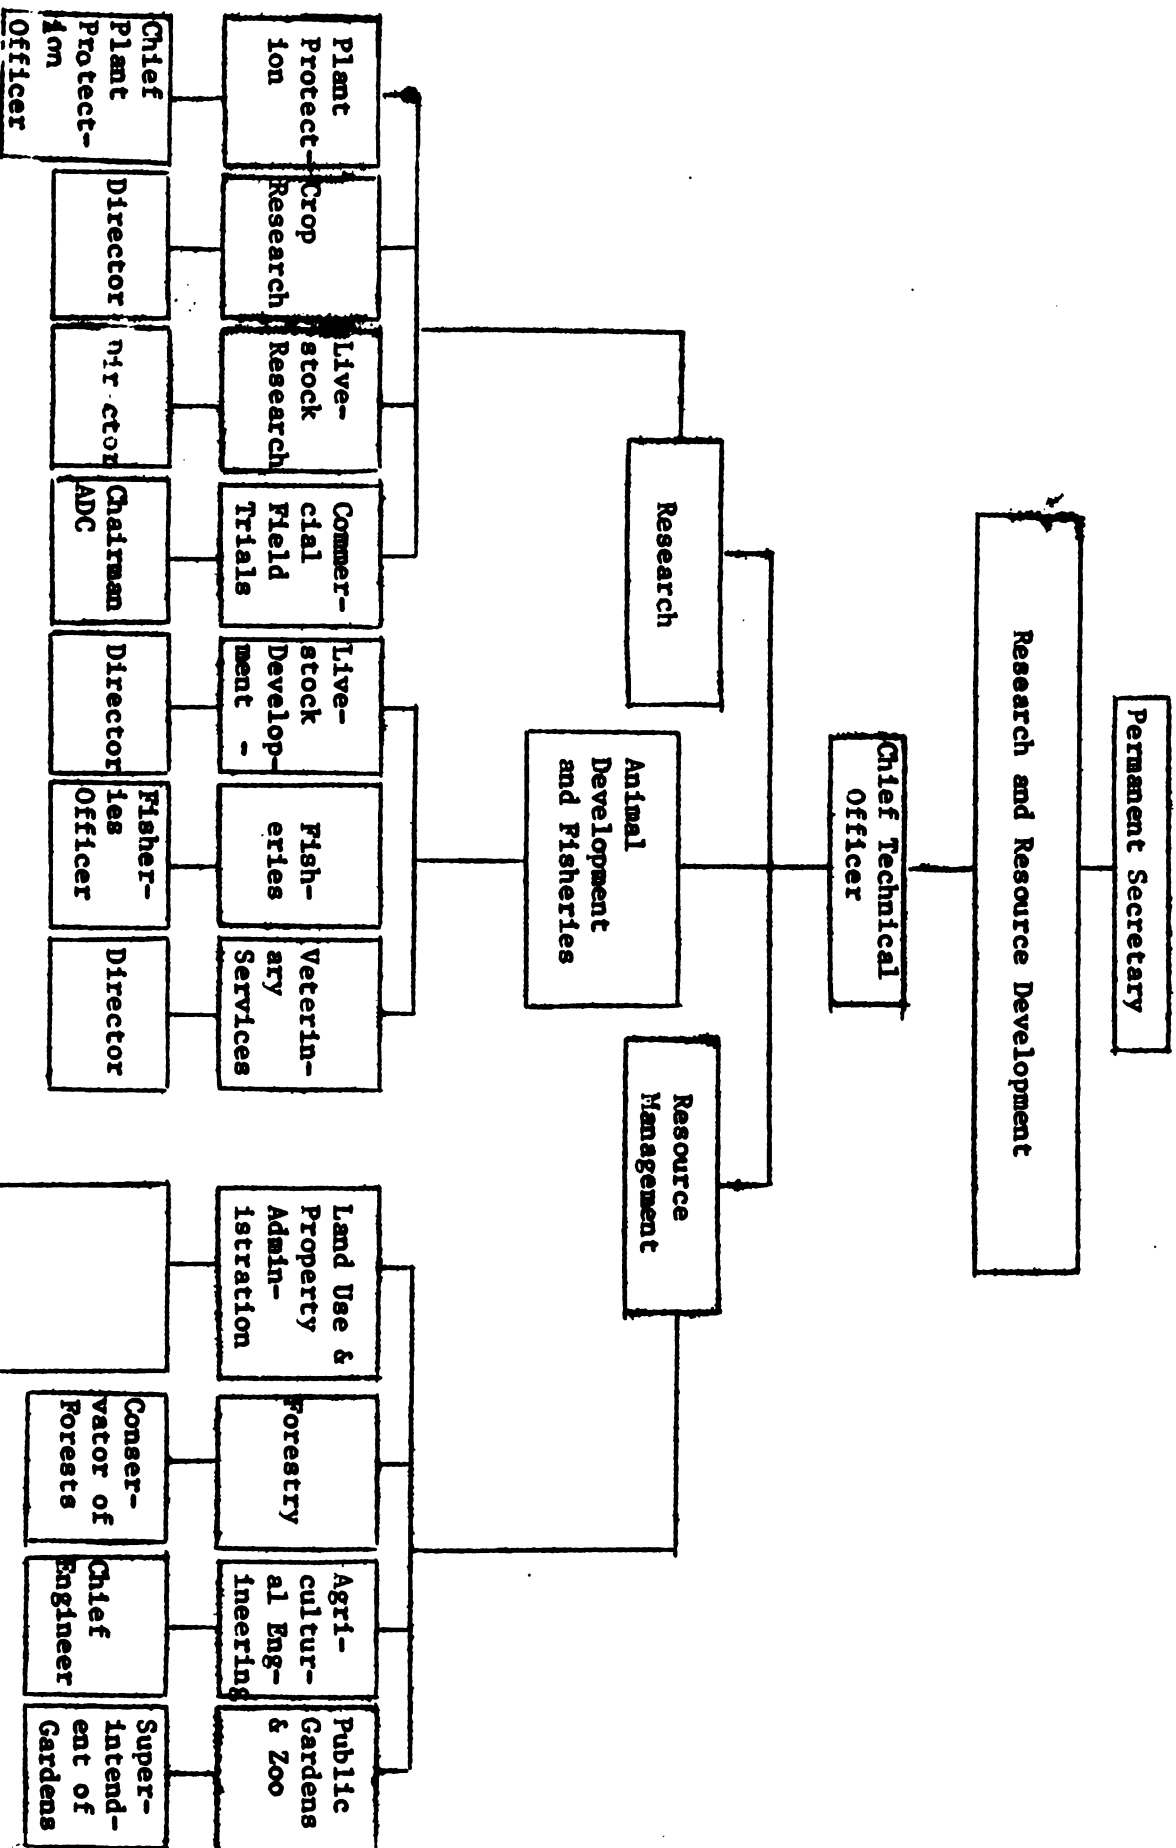 Permanent Secretary
Research and Resource Development
Chief Technical
Officer
Research
Animal
Development
and Fisheries
Resource
Management
Plant
Protect-
ion
Crop
Research
Live-
stock
Research
Commer-
cial
Field
Trials
Live-
stock
Develop-
ment -
Fish-
eries
Veterin-
ary
Services
Land Use &
Property
Admin-
istration
Forestry
Agri-
cultur-
al Eng-
ineering
Public
Gardens
& Zoo
Chief
Plant
Protect-
ion
Officer
Director
Dir ctor
Chairman
ADC
Director
Fisher-
ies
Officer
Director
Conser-
vator of
Forests
Chief
Engineer
Super-
intend-
ent of
Gardens